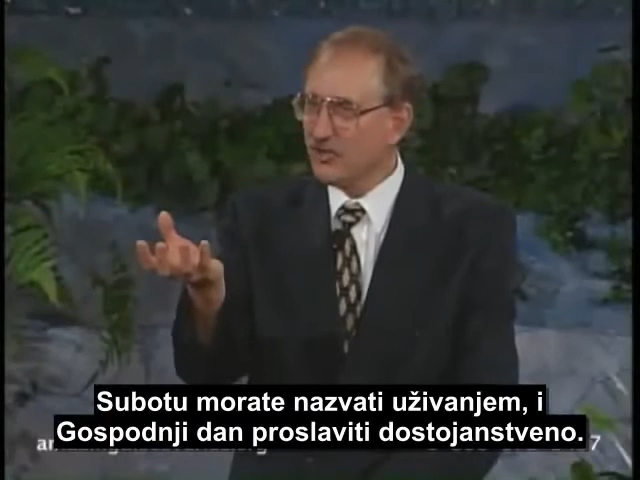 Subotu morate nazvati uživanjem, i
Gospodnji dan proslaviti dostojanstveno.